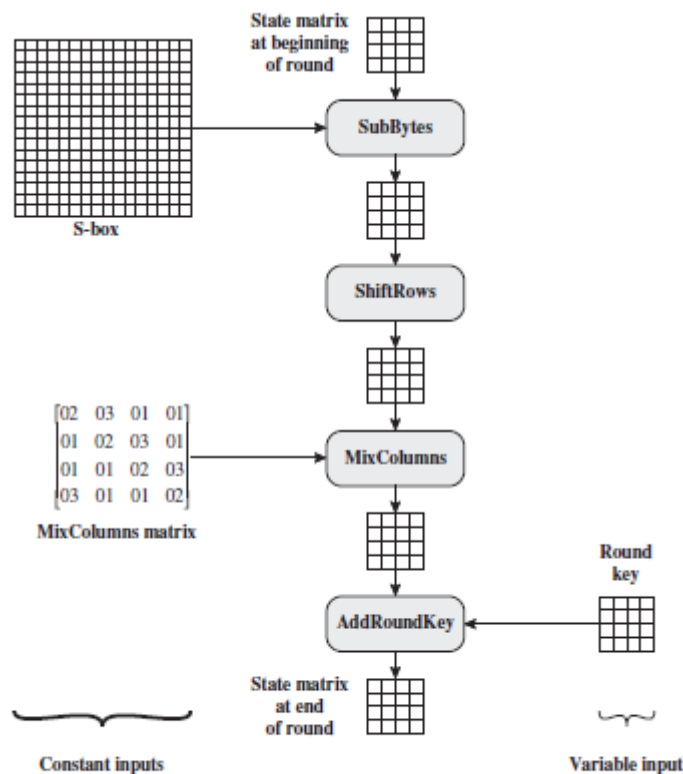 State matrix
at beginning
of round
SubBytes
S-box
ShiftRows
02 03 01 01
01 02 03 01
01 01 02 03
03 01 01 02
MixColumns
MixColumns matrix
Round
key
AddRoundKey
State matrix
at end
of round
Constant inputs
Variable input